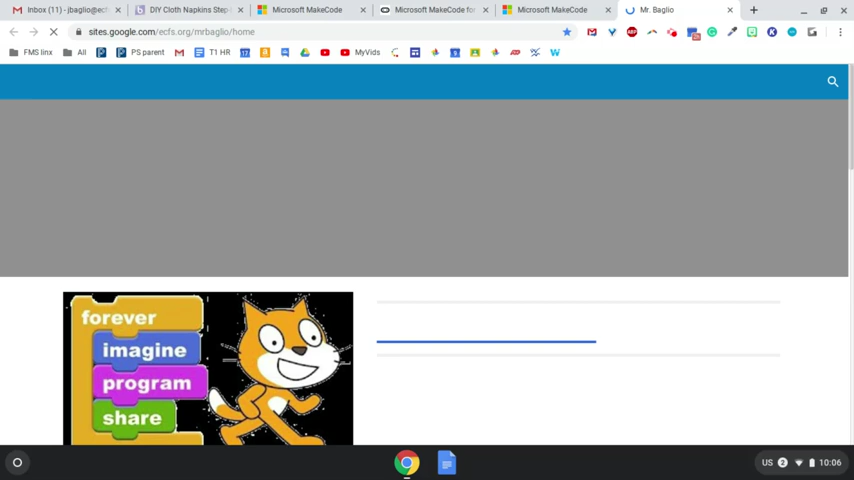 Inbox (11) - jbaglio@ec
DIY Cloth Napkins Step-
Microsoft MakeCode
Microsoft MakeCode for
Microsoft MakeCode
Mr. Baglio
sites.google.com/ecfs.org/mrbaglio/home
FMS linx
All
PS parent
T1 HR
MyVids
forever
imagine
program
share
US 2 10:06